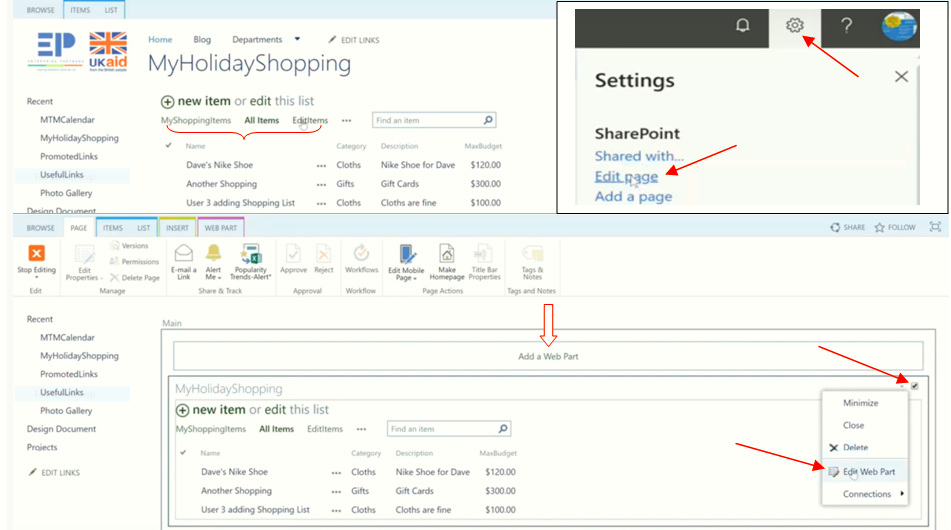 BROWSE ITEMS LIST
EP
UKaid
from the British people
Home Blog Departments EDIT LINKS
MyHolidayShopping
Recent
MTMCalendar
MyHolidayShopping
PromotedLinks
UsefulLinks
Photo Gallery
Design Document
new item or edit this list
MyShoppingItems All Items EditItems ... Find an item
Name Category Description MaxBudget
Dave's Nike Shoe ... Cloths Nike Shoe for Dave $120.00
Another Shopping ... Gifts Gift Cards $300.00
User 3 adding Shopping List ... Cloths Cloths are fine $100.00
?
Settings
SharePoint
Shared with...
Edit page
Add a page
BROWSE PAGE ITEMS LIST INSERT WEB PART SHARE FOLLOW
Stop Editing
Edit
Edit Properties
Versions
Permissions
Delete Page
Manage
E-mail a Link
Alert Me
Popularity Trends-Alert"
Share & Track
Approve Reject
Approval
Workflows
Workflow
Edit Mobile Page
Make Homepage
Title Bar Properties
Page Actions
Tags & Notes
Tags and Notes
Recent
MTMCalendar
MyHolidayShopping
PromotedLinks
UsefulLinks
Photo Gallery
Design Document
Projects
EDIT LINKS
Main
Add a Web Part
MyHolidayShopping
new item or edit this list
MyShoppingItems All Items EditItems ... Find an item
Name Category Description MaxBudget
Dave's Nike Shoe ... Cloths Nike Shoe for Dave $120.00
Another Shopping ... Gifts Gift Cards $300.00
User 3 adding Shopping List ... Cloths Cloths are fine $100.00
Minimize
Close
Delete
Edit Web Part
Connections